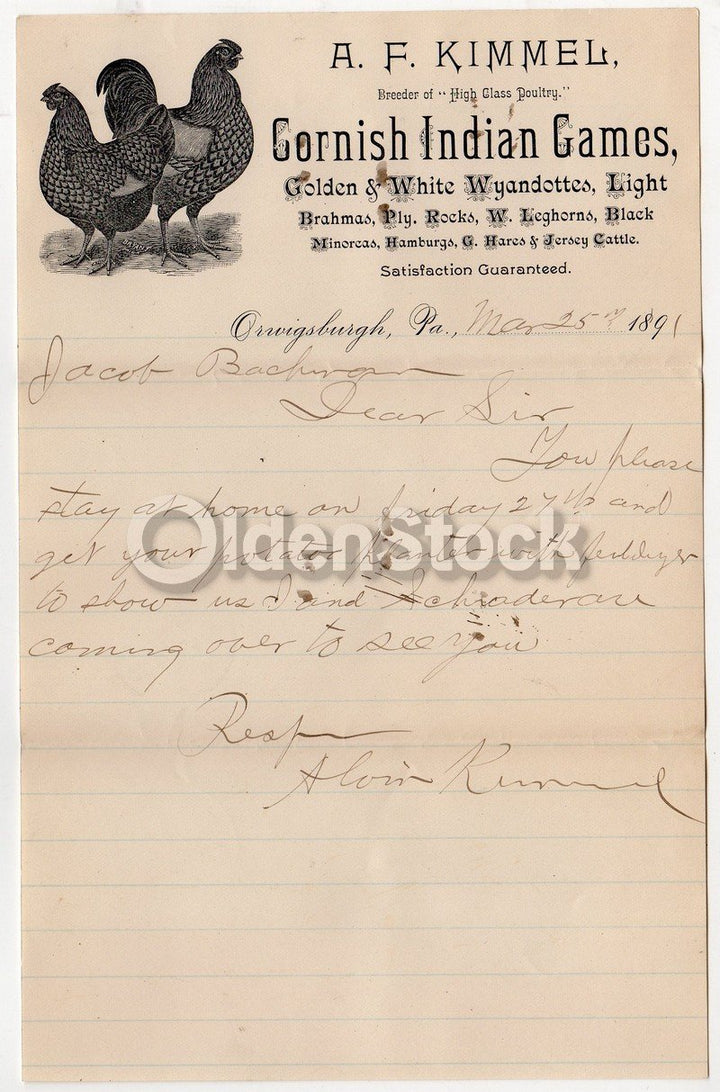 A. F. KIMMEL,
Breeder of "High Class Poultry."
Cornish Indian Games,
Golden & White Wyandottes, Light
Brahmas, Ply. Rocks, W. Leghorns, Black
Minorcas, Hamburgs, G. Hares & Jersey Cattle.
Satisfaction Guaranteed.
Orwigsburgh, Pa., Mar 25 1891
Jacob Bachman
Dear Sir
You please
stay at home on friday 27th and
get your potatoe planter with
to show us I and Schrader are
coming over to see you
OldenStock
Resp
Alvin Kimmel